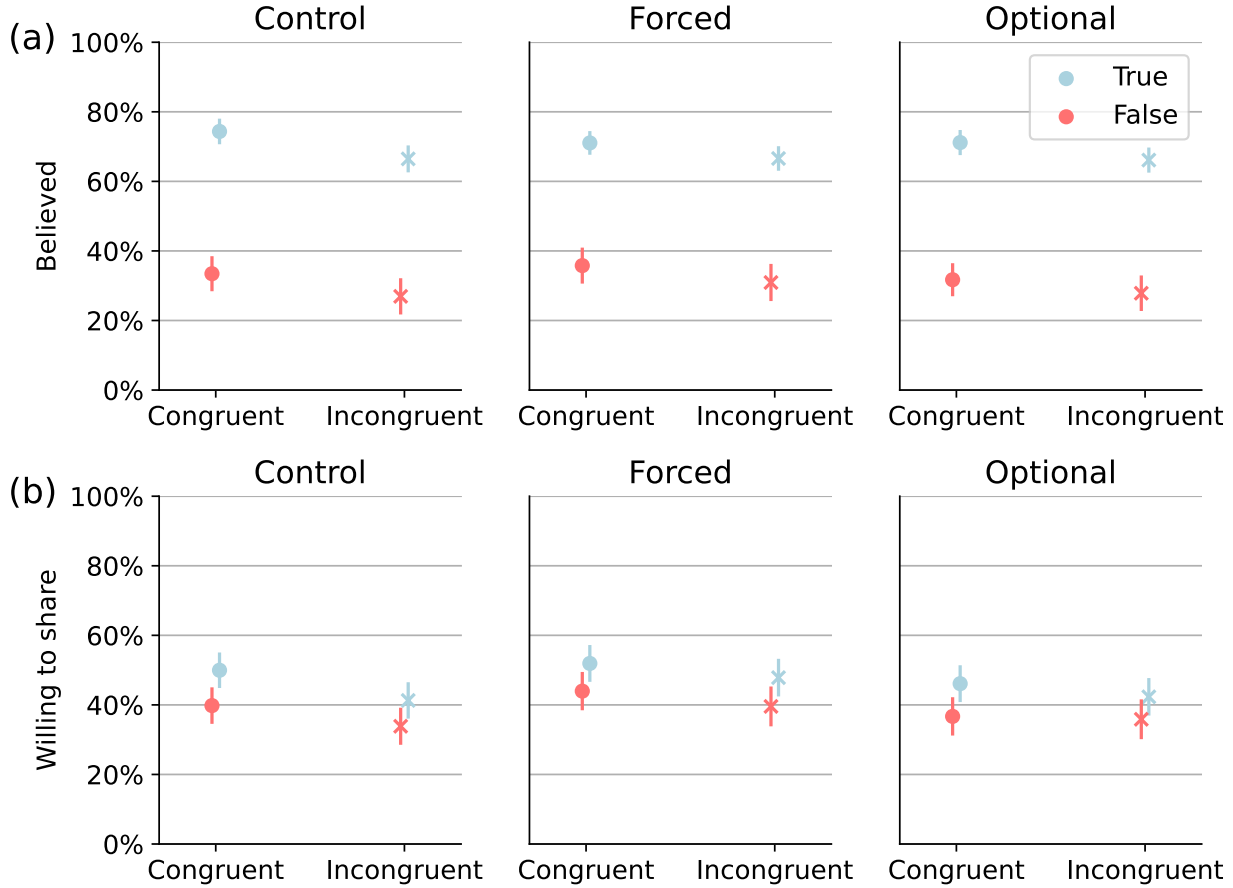 (a)
Control Forced Optional
100%
80%
60%
40%
20%
0%
Believed
True
False
Congruent Incongruent Congruent Incongruent Congruent Incongruent
(b)
Control Forced Optional
100%
80%
60%
40%
20%
0%
Willing to share
Congruent Incongruent Congruent Incongruent Congruent Incongruent